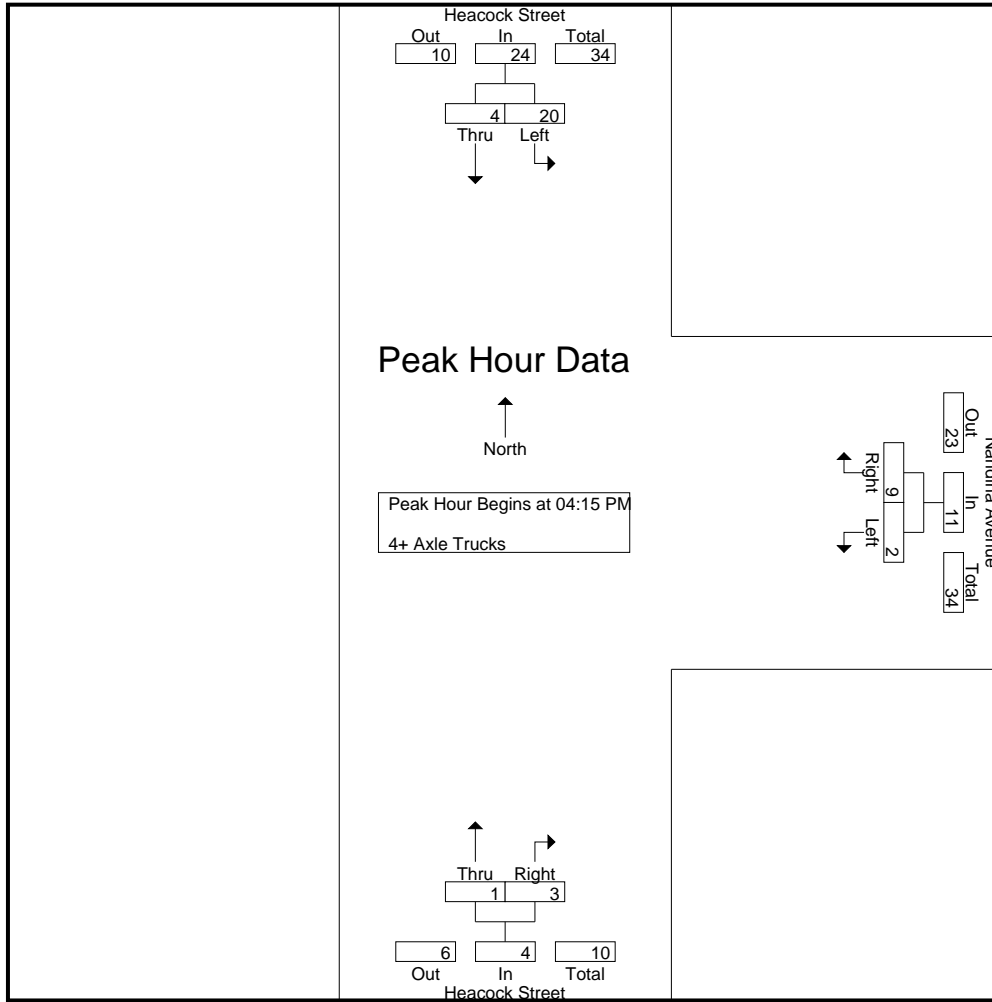 Heacock Street
Out In Total
10 24 34
4 20
Thru Left
Peak Hour Data
North
Peak Hour Begins at 04:15 PM
4+ Axle Trucks
Nandina Avenue
Out In Total
23 11 34
Right Left
9 2
Thru Right
1 3
6 4 10
Out In Total
Heacock Street